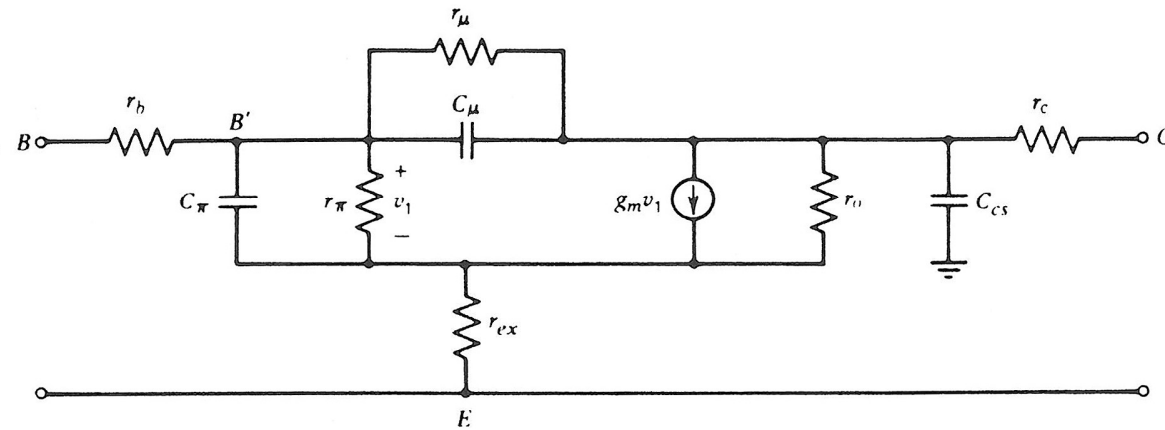 r_μ
r_b
B
B'
C_μ
r_c
C
C_π
r_π
+
v_1
−
g_m v_1
r_o
C_cs
r_ex
E